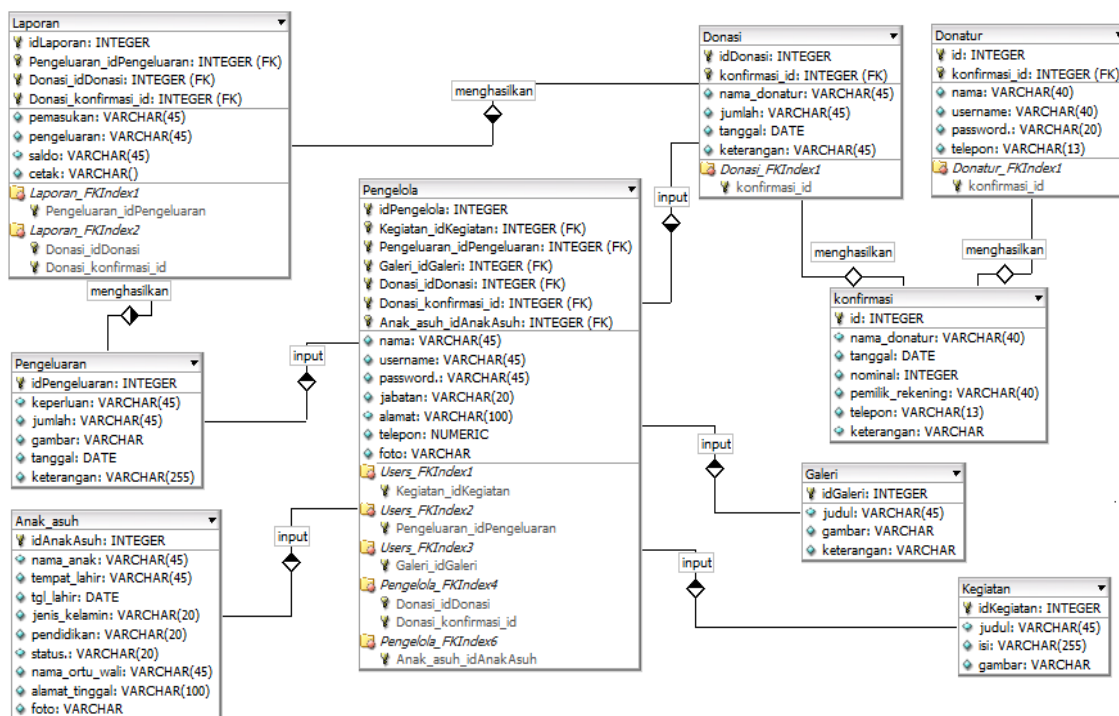 Laporan
idLaporan: INTEGER
Pengeluaran_idPengeluaran: INTEGER (FK)
Donasi_idDonasi: INTEGER (FK)
Donasi_konfirmasi_id: INTEGER (FK)
pemasukan: VARCHAR(45)
pengeluaran: VARCHAR(45)
saldo: VARCHAR(45)
cetak: VARCHAR()
Laporan_FKIndex1
Pengeluaran_idPengeluaran
Laporan_FKIndex2
Donasi_idDonasi
Donasi_konfirmasi_id
menghasilkan
menghasilkan
Donasi
idDonasi: INTEGER
konfirmasi_id: INTEGER (FK)
nama_donatur: VARCHAR(45)
jumlah: VARCHAR(45)
tanggal: DATE
keterangan: VARCHAR(45)
Donasi_FKIndex1
konfirmasi_id
Donatur
id: INTEGER
konfirmasi_id: INTEGER (FK)
nama: VARCHAR(40)
username: VARCHAR(40)
password.: VARCHAR(20)
telepon: VARCHAR(13)
Donatur_FKIndex1
konfirmasi_id
input
menghasilkan
menghasilkan
Pengelola
idPengelola: INTEGER
Kegiatan_idKegiatan: INTEGER (FK)
Pengeluaran_idPengeluaran: INTEGER (FK)
Galeri_idGaleri: INTEGER (FK)
Donasi_idDonasi: INTEGER (FK)
Donasi_konfirmasi_id: INTEGER (FK)
Anak_asuh_idAnakAsuh: INTEGER (FK)
nama: VARCHAR(45)
username: VARCHAR(45)
password.: VARCHAR(45)
jabatan: VARCHAR(20)
alamat: VARCHAR(100)
telepon: NUMERIC
foto: VARCHAR
Users_FKIndex1
Kegiatan_idKegiatan
Users_FKIndex2
Pengeluaran_idPengeluaran
Users_FKIndex3
Galeri_idGaleri
Pengelola_FKIndex4
Donasi_idDonasi
Donasi_konfirmasi_id
Pengelola_FKIndex6
Anak_asuh_idAnakAsuh
konfirmasi
id: INTEGER
nama_donatur: VARCHAR(40)
tanggal: DATE
nominal: INTEGER
pemilik_rekening: VARCHAR(40)
telepon: VARCHAR(13)
keterangan: VARCHAR
input
Pengeluaran
idPengeluaran: INTEGER
keperluan: VARCHAR(45)
jumlah: VARCHAR(45)
gambar: VARCHAR
tanggal: DATE
keterangan: VARCHAR(255)
input
Galeri
idGaleri: INTEGER
judul: VARCHAR(45)
gambar: VARCHAR
keterangan: VARCHAR
Anak_asuh
idAnakAsuh: INTEGER
nama_anak: VARCHAR(45)
tempat_lahir: VARCHAR(45)
tgl_lahir: DATE
jenis_kelamin: VARCHAR(20)
pendidikan: VARCHAR(20)
status.: VARCHAR(20)
nama_ortu_wali: VARCHAR(45)
alamat_tinggal: VARCHAR(100)
foto: VARCHAR
input
input
Kegiatan
idKegiatan: INTEGER
judul: VARCHAR(45)
isi: VARCHAR(255)
gambar: VARCHAR